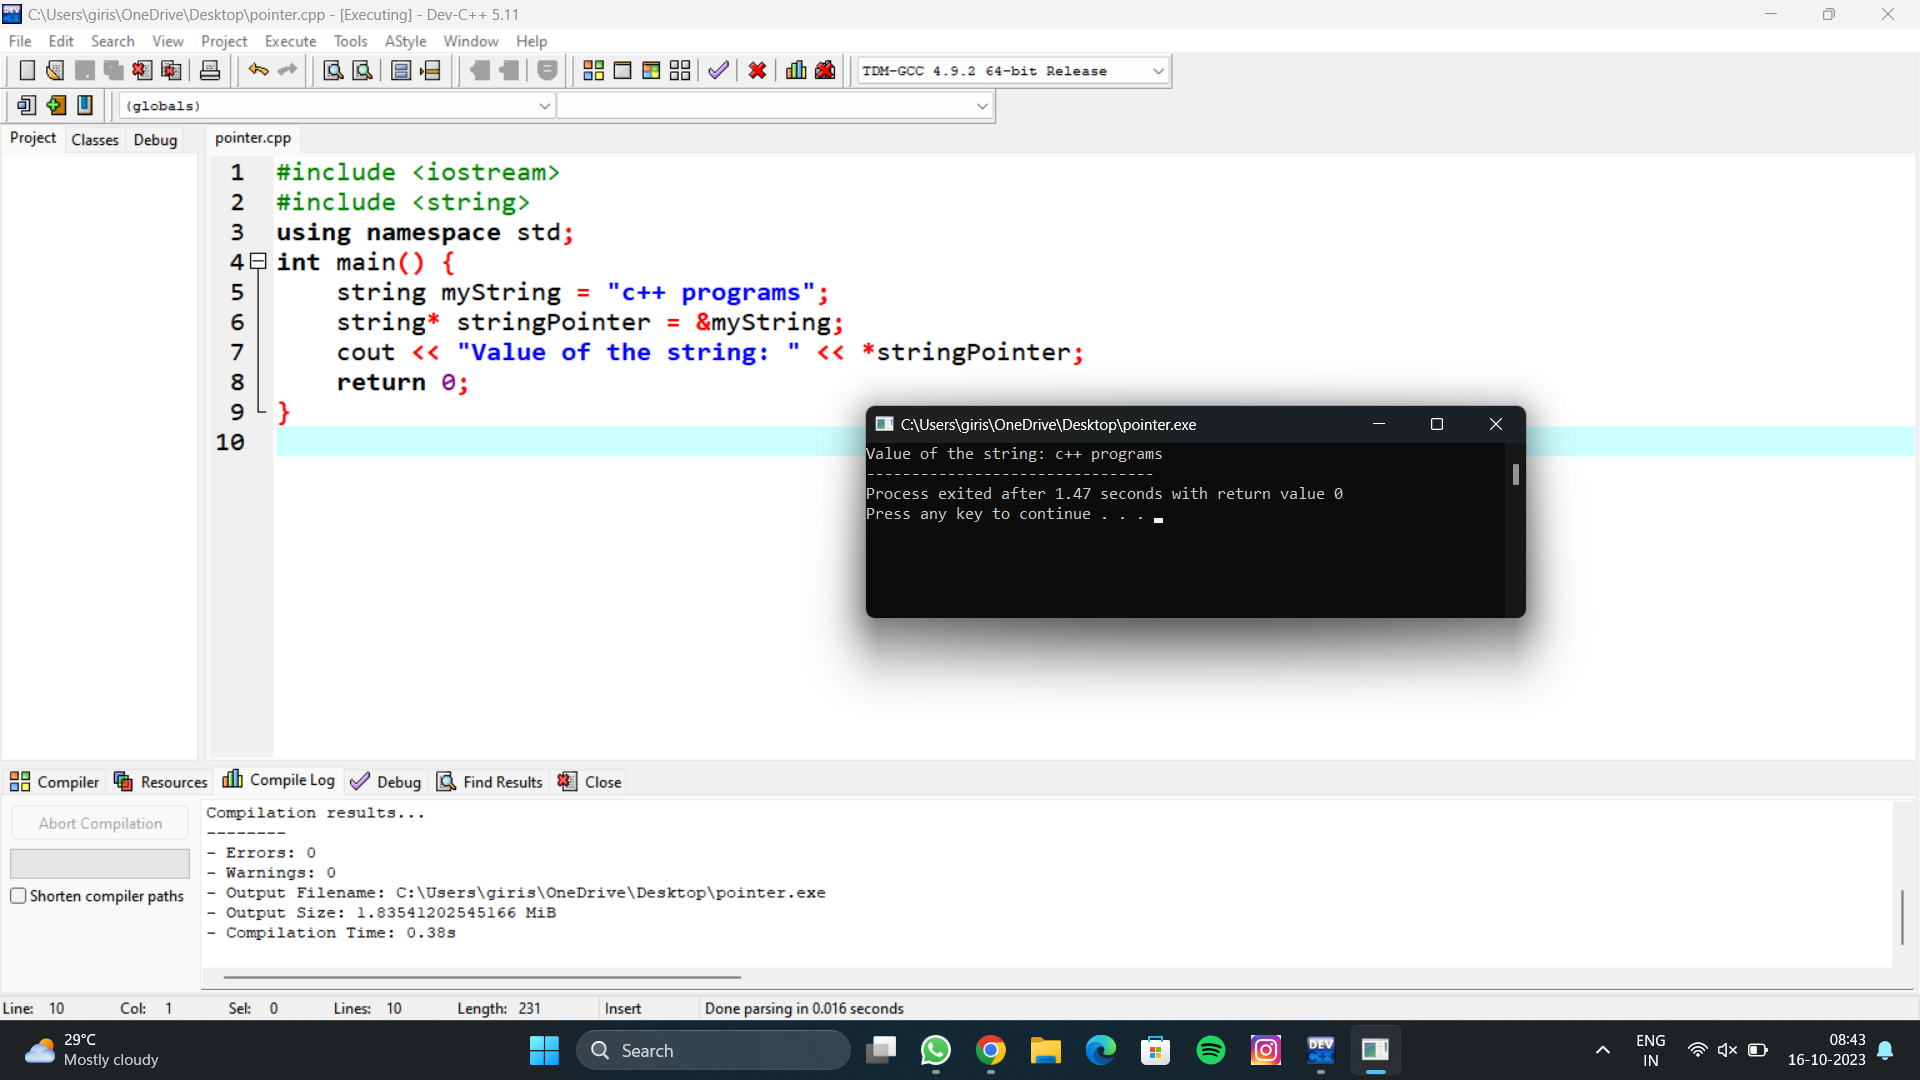 C:\Users\giris\OneDrive\Desktop\pointer.cpp - [Executing] - Dev-C++ 5.11
File Edit Search View Project Execute Tools AStyle Window Help
TDM-GCC 4.9.2 64-bit Release
(globals)
Project Classes Debug pointer.cpp
1 #include <iostream>
2 #include <string>
3 using namespace std;
4 int main() {
5 string myString = "c++ programs";
6 string* stringPointer = &myString;
7 cout << "Value of the string: " << *stringPointer;
8 return 0;
9 }
10
C:\Users\giris\OneDrive\Desktop\pointer.exe
Value of the string: c++ programs
--------------------------------
Process exited after 1.47 seconds with return value 0
Press any key to continue . . .
Compiler Resources Compile Log Debug Find Results Close
Abort Compilation
Shorten compiler paths
Compilation results...
--------
- Errors: 0
- Warnings: 0
- Output Filename: C:\Users\giris\OneDrive\Desktop\pointer.exe
- Output Size: 1.83541202545166 MiB
- Compilation Time: 0.38s
Line: 10 Col: 1 Sel: 0 Lines: 10 Length: 231 Insert Done parsing in 0.016 seconds
29°C
Mostly cloudy
Search
DEV
ENG
IN
08:43
16-10-2023